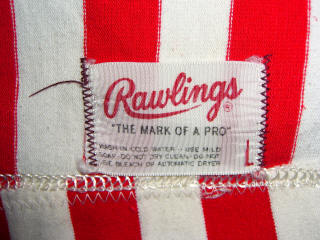 Rawlings®
"THE MARK OF A PRO"
WASH IN COLD WATER - USE MILD
SOAP DO NOT DRY CLEAN - DO NOT
USE BLEACH OR AUTOMATIC DRYER
L